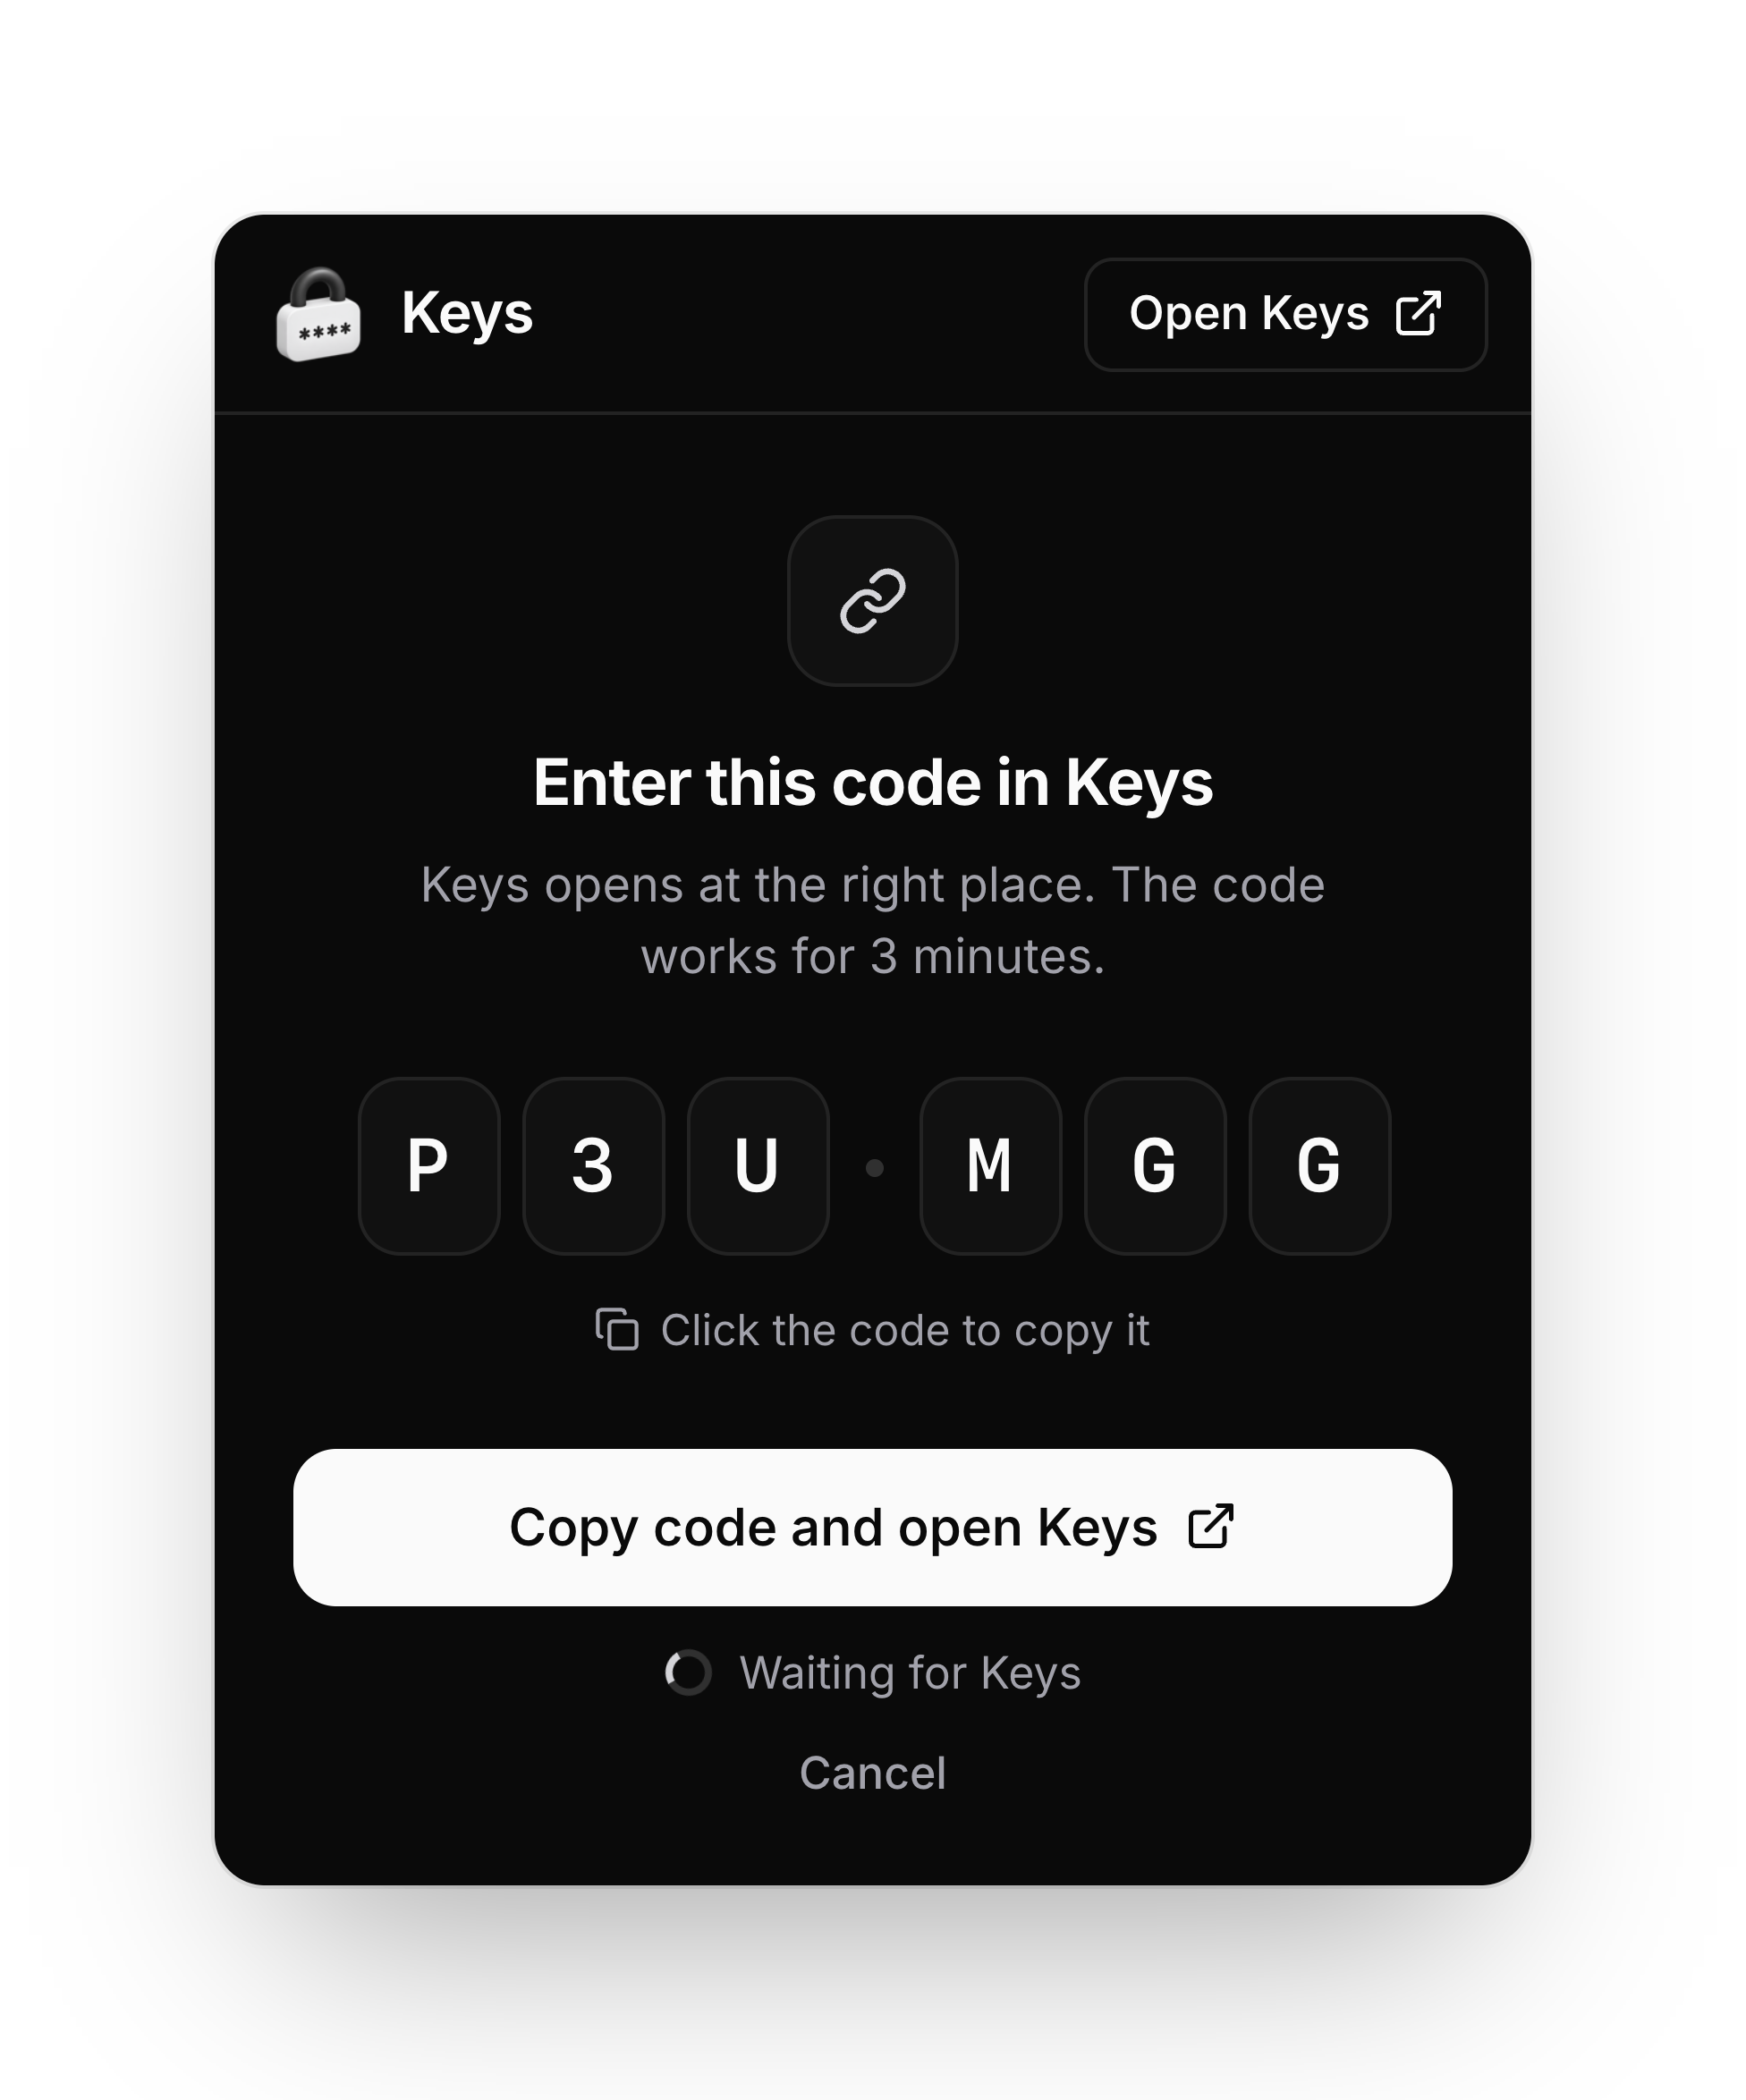 ****
Keys
Open Keys
Enter this code in Keys
Keys opens at the right place. The code
works for 3 minutes.
P 3 U • M G G
Click the code to copy it
Copy code and open Keys
Waiting for Keys
Cancel